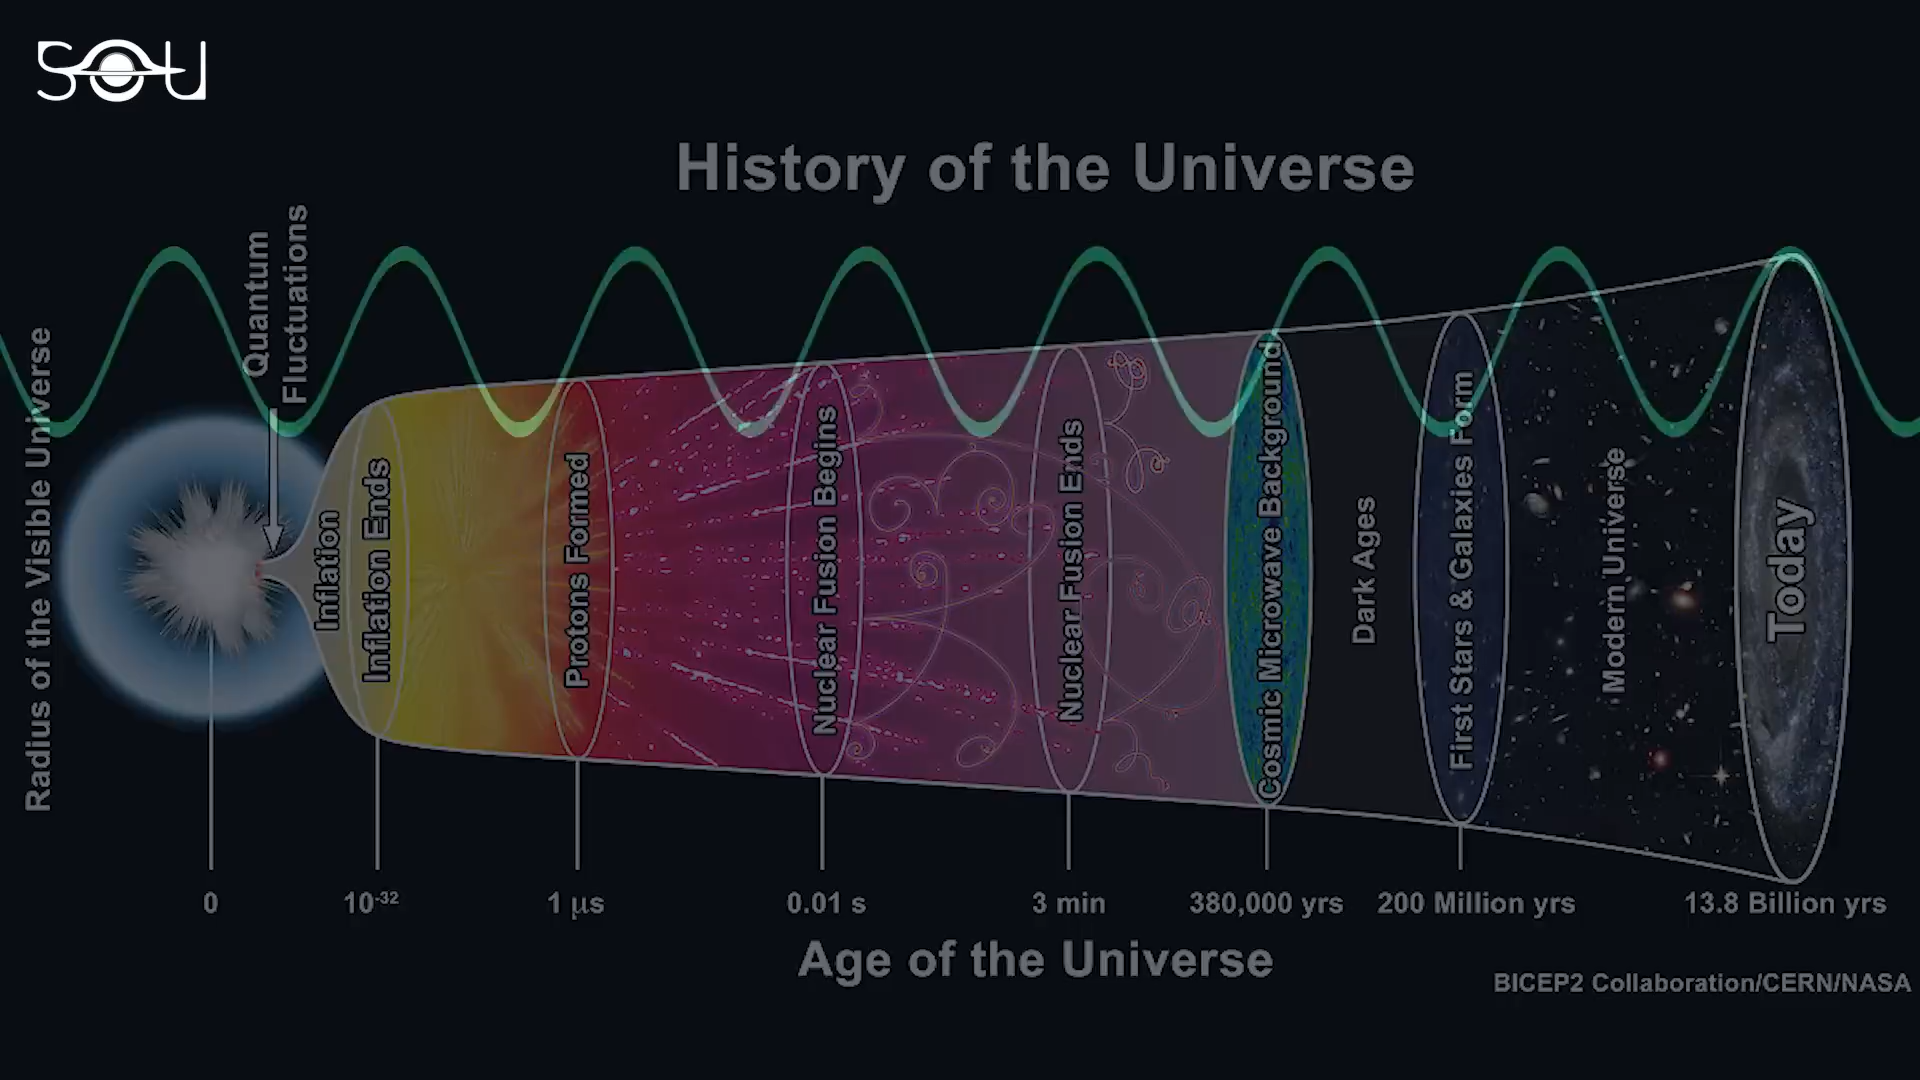 SOU
History of the Universe
Quantum
Fluctuations
Radius of the Visible Universe
Inflation
Inflation Ends
Protons Formed
Nuclear Fusion Begins
Nuclear Fusion Ends
Cosmic Microwave Background
Dark Ages
First Stars & Galaxies Form
Modern Universe
Today
0
10⁻³²
1 µs
0.01 s
3 min
380,000 yrs
200 Million yrs
13.8 Billion yrs
Age of the Universe
BICEP2 Collaboration/CERN/NASA